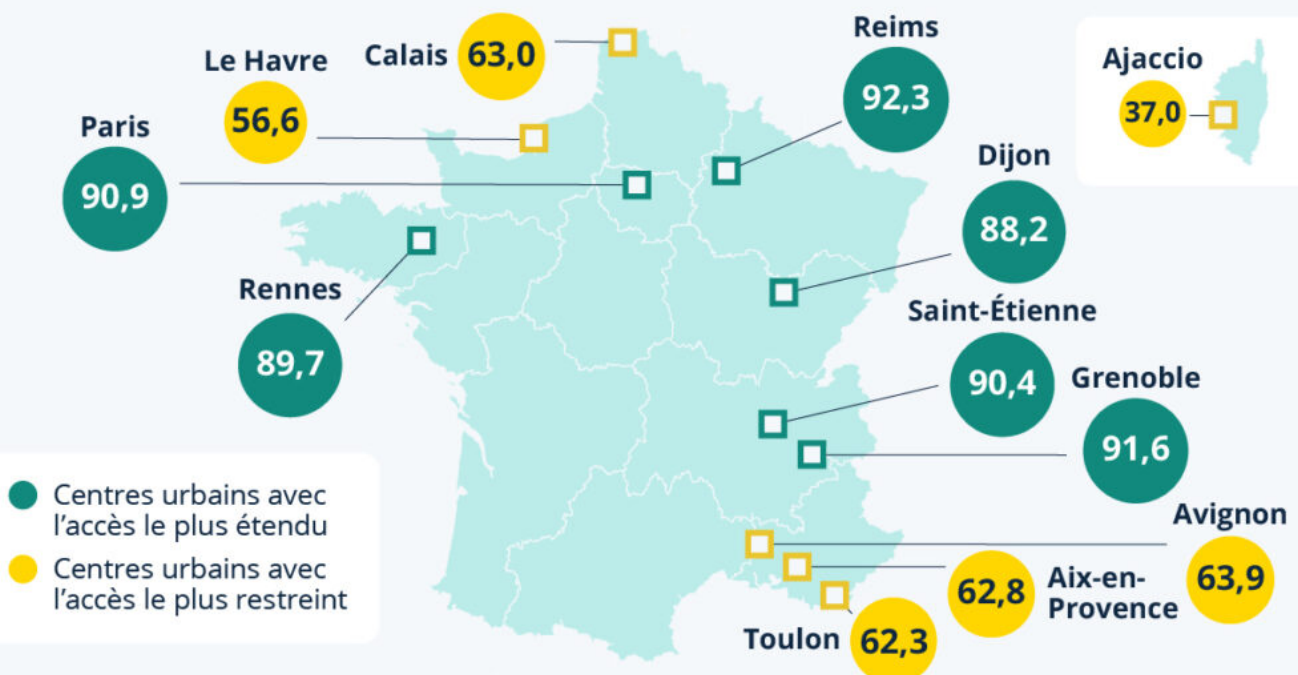 Reims
92,3
Calais
63,0
Le Havre
56,6
Ajaccio
37,0
Paris
90,9
Dijon
88,2
Rennes
89,7
Saint-Étienne
90,4
Grenoble
91,6
Centres urbains avec
l'accès le plus étendu
Centres urbains avec
l'accès le plus restreint
Avignon
63,9
Aix-en-
Provence
62,8
Toulon
62,3